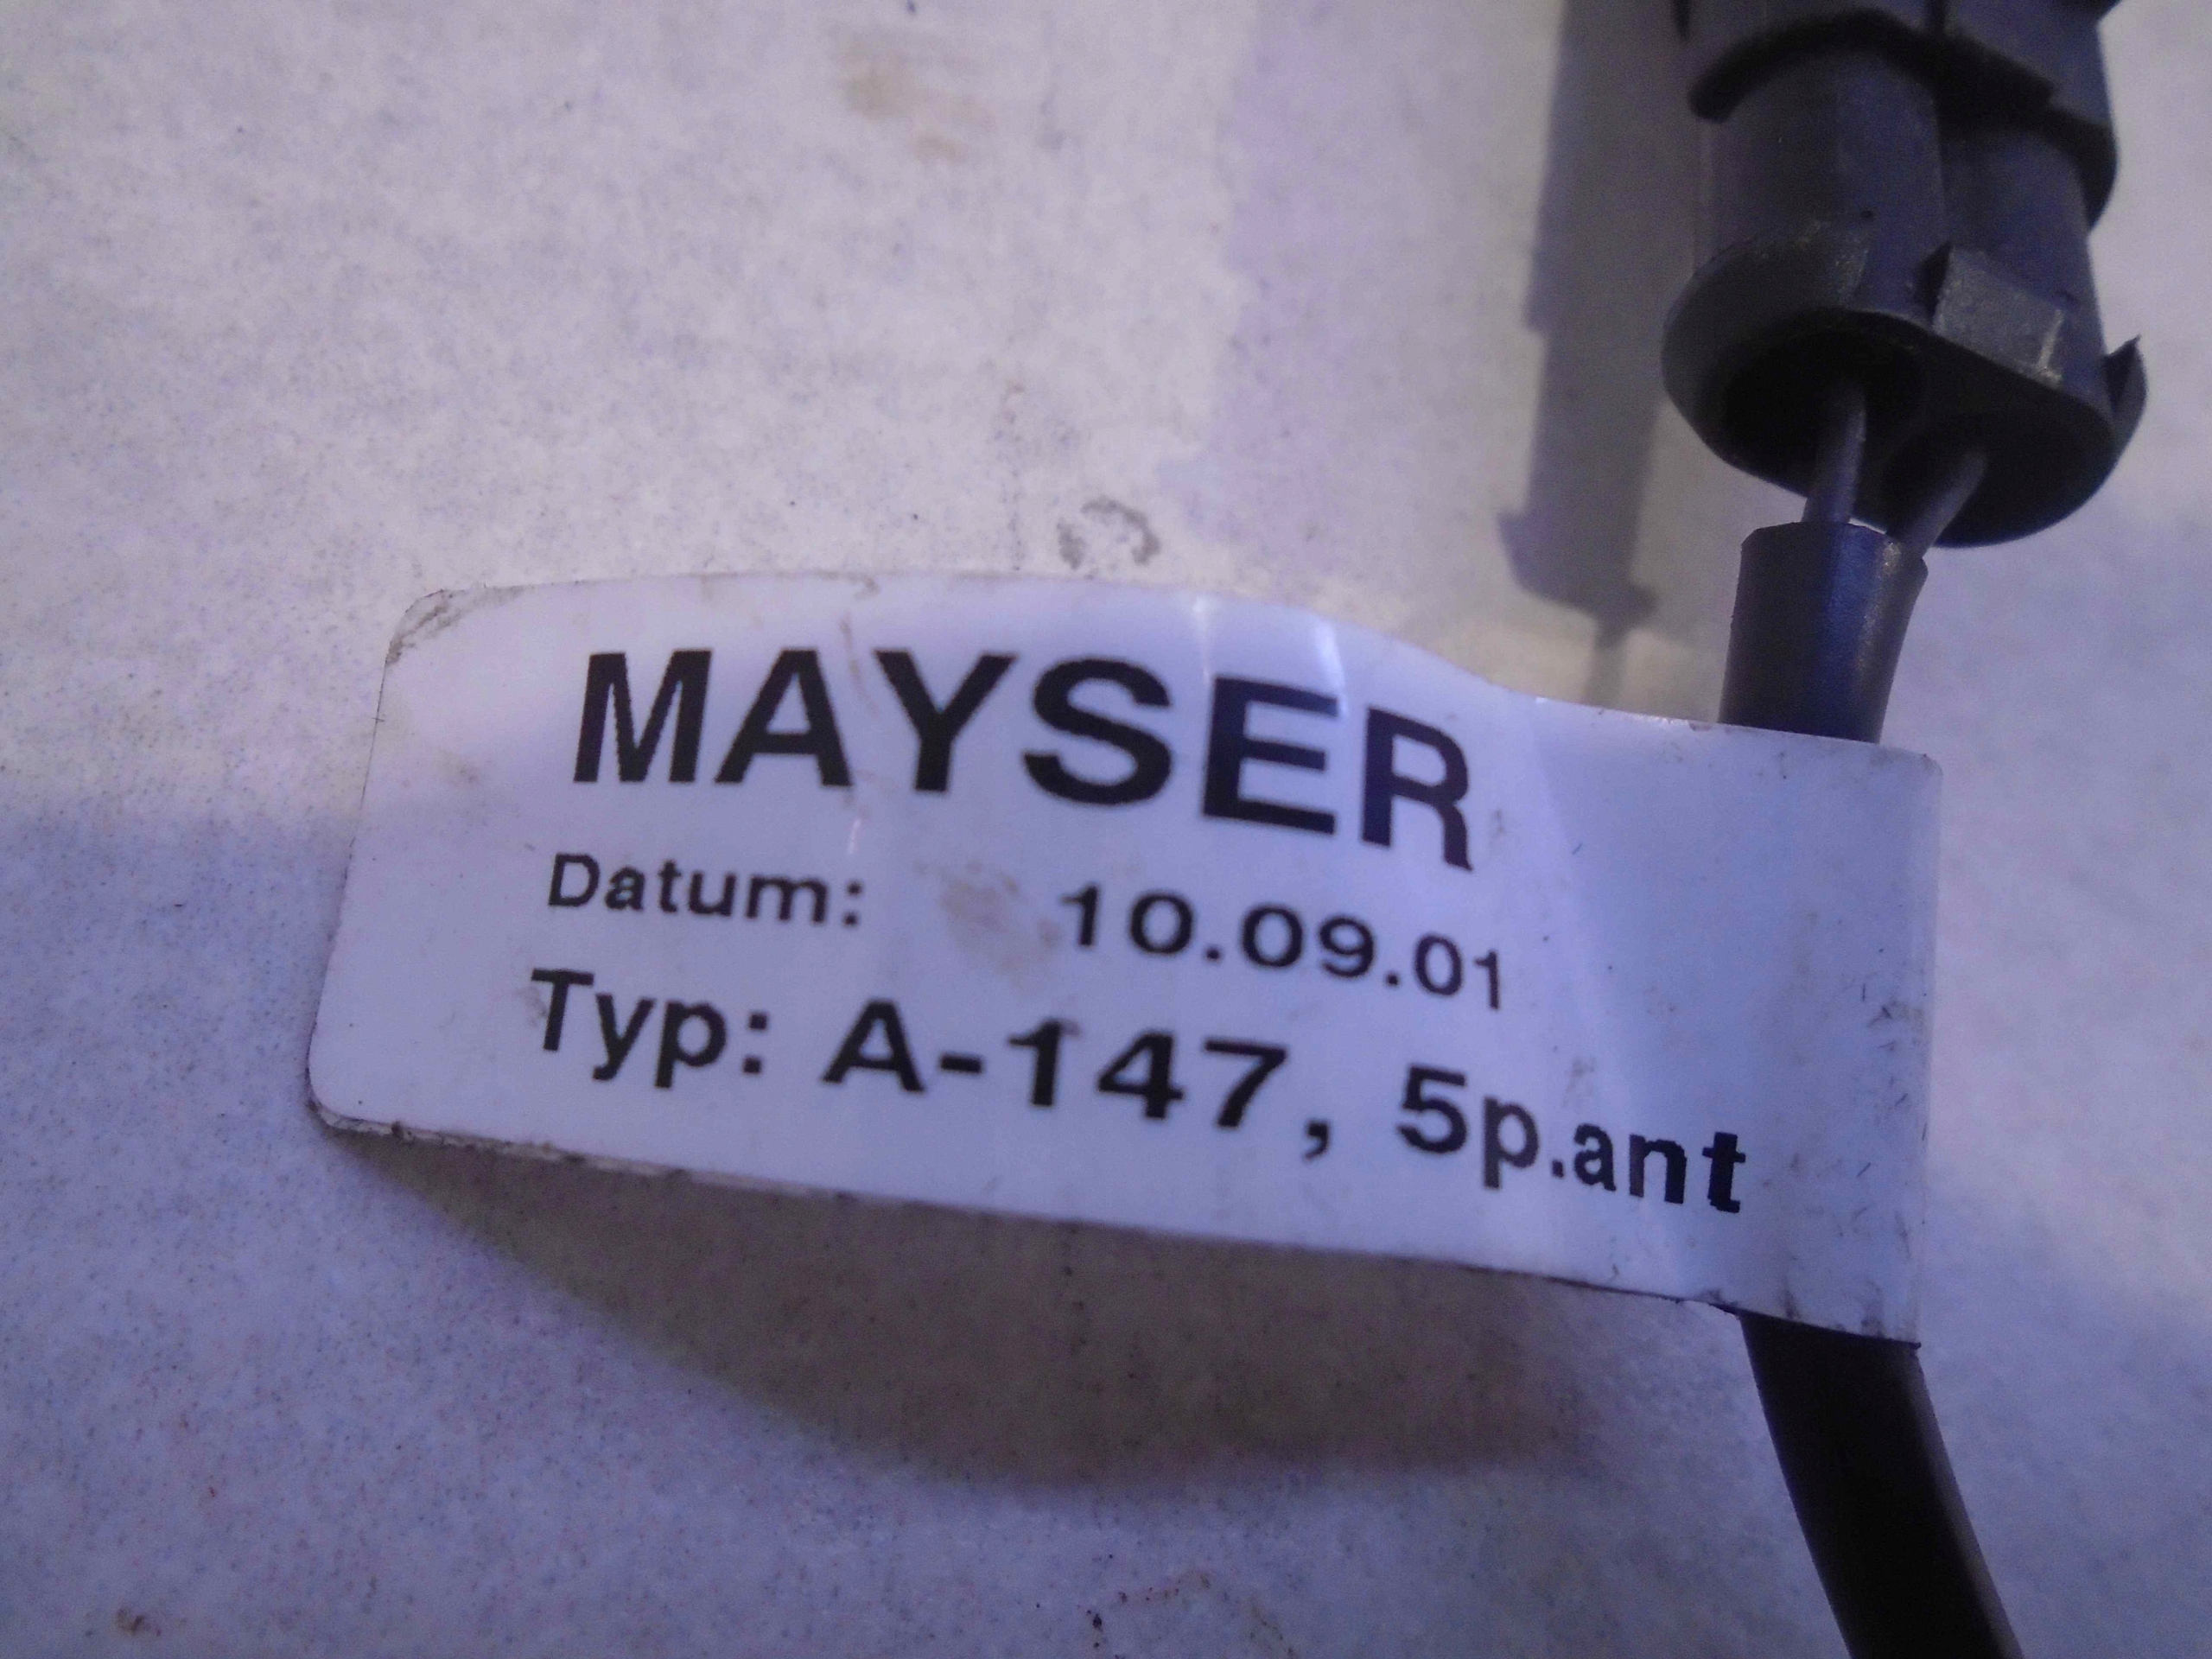 MAYSER
Datum: 10.09.01
Typ: A-147, 5p.ant